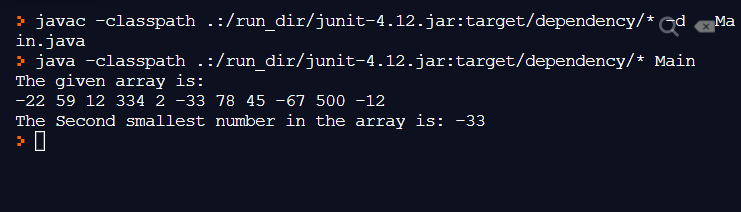 > javac -classpath .:/run_dir/junit-4.12.jar:target/dependency/* -d . Ma
in.java
> java -classpath .:/run_dir/junit-4.12.jar:target/dependency/* Main
The given array is:
-22 59 12 334 2 -33 78 45 -67 500 -12
The Second smallest number in the array is: -33
>